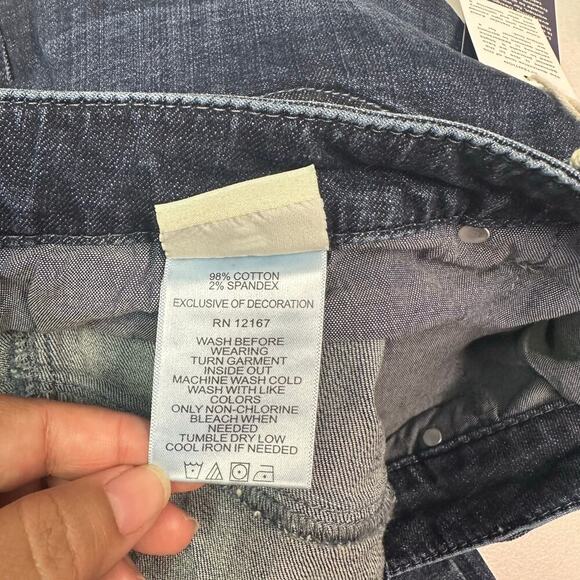 98% COTTON
2% SPANDEX
EXCLUSIVE OF DECORATION
RN 12167
WASH BEFORE
WEARING
TURN GARMENT
INSIDE OUT
MACHINE WASH COLD
WASH WITH LIKE
COLORS
ONLY NON-CHLORINE
BLEACH WHEN
NEEDED
TUMBLE DRY LOW
COOL IRON IF NEEDED